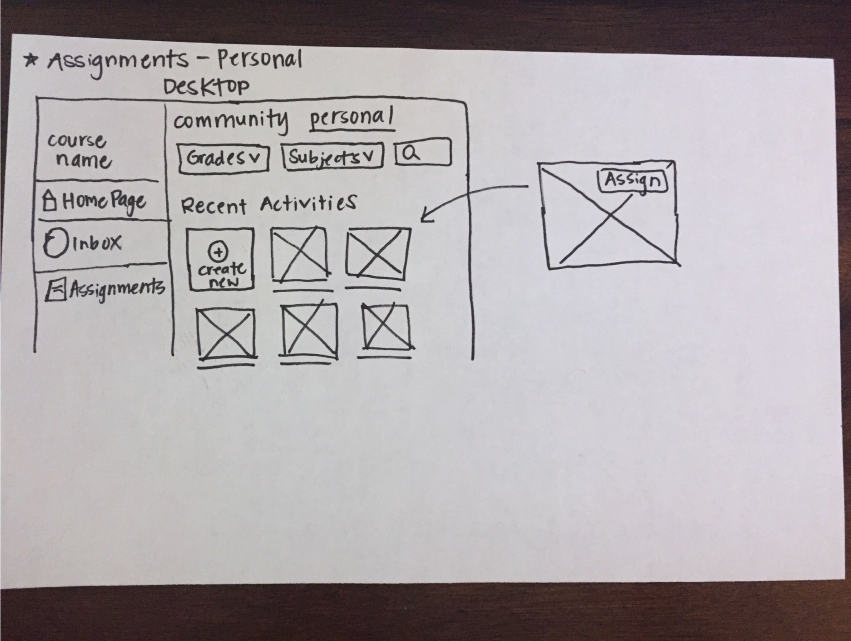 * Assignments - Personal
Desktop
course
name
Home Page
Inbox
Assignments
community personal
Grades v Subjects v
Recent Activities
+
create
new
Assign